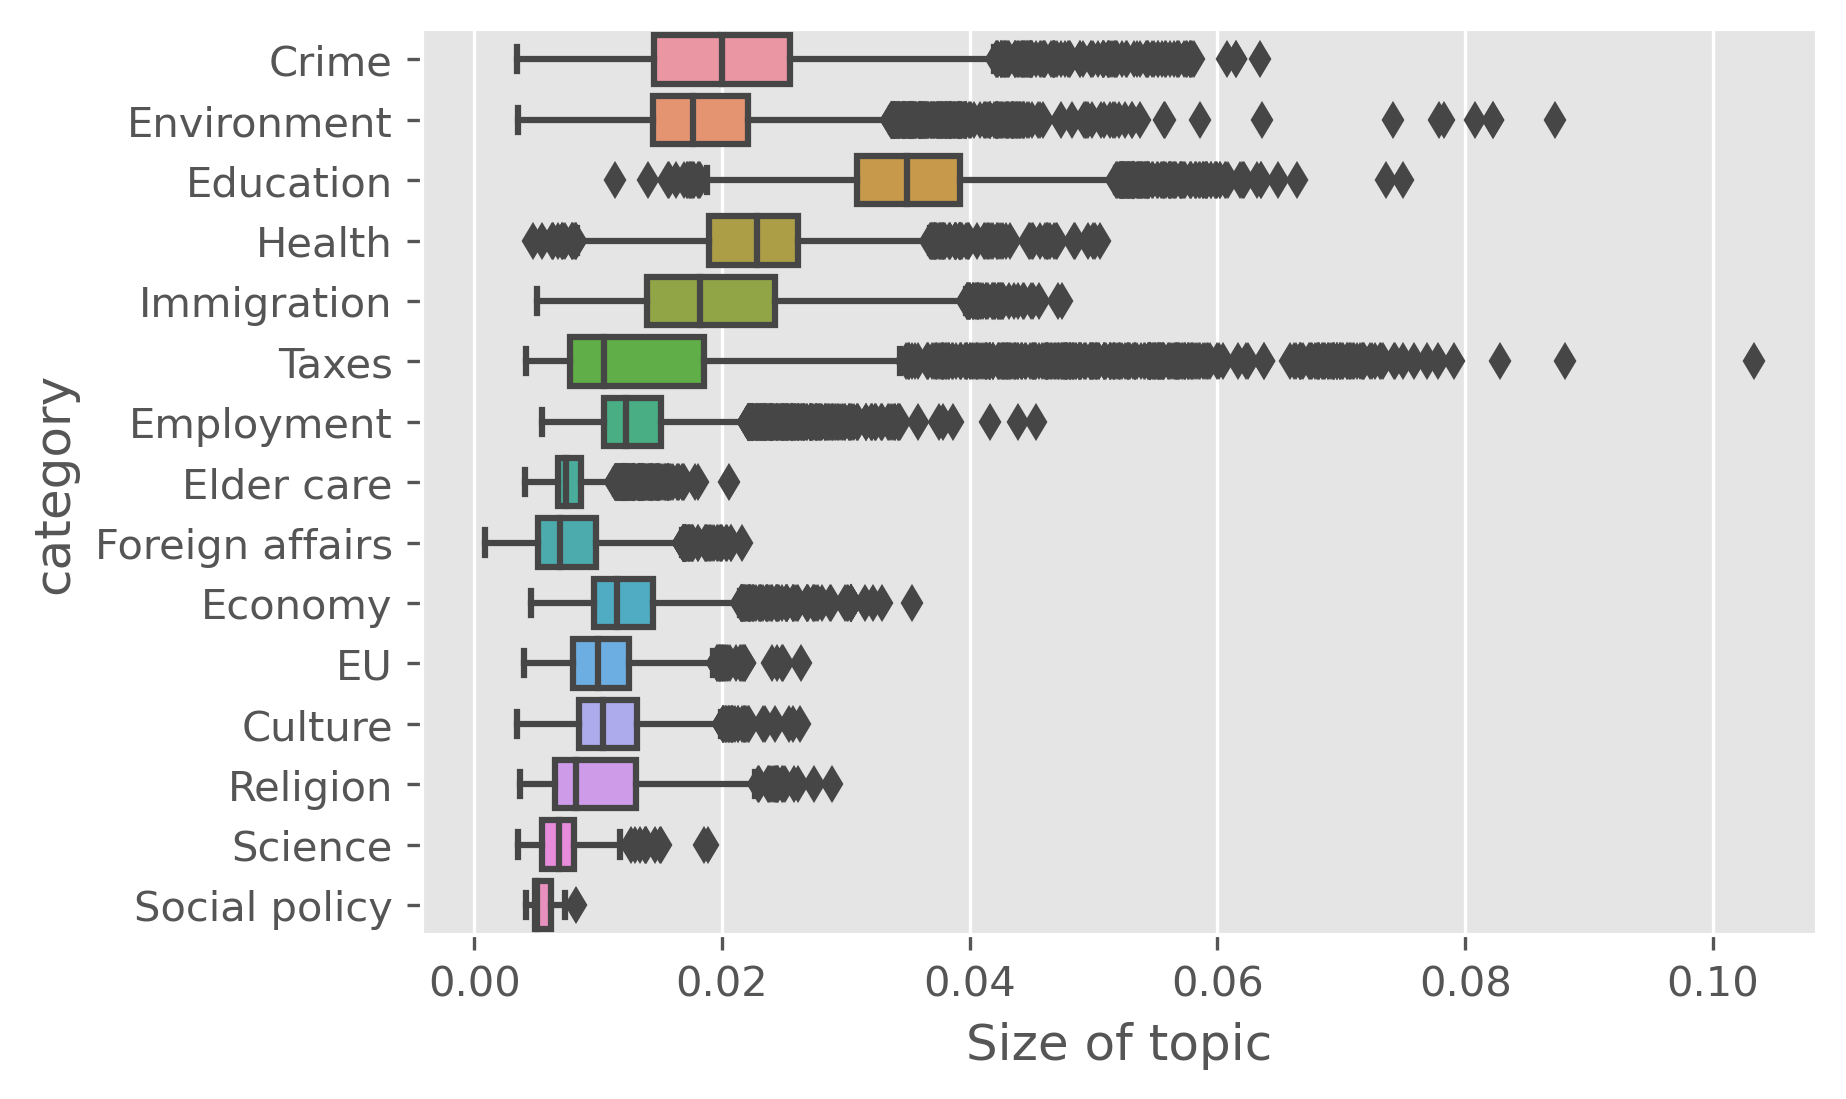 Crime
Environment
Education
Health
Immigration
Taxes
Employment
Elder care
Foreign affairs
Economy
EU
Culture
Religion
Science
Social policy
category
0.00 0.02 0.04 0.06 0.08 0.10
Size of topic